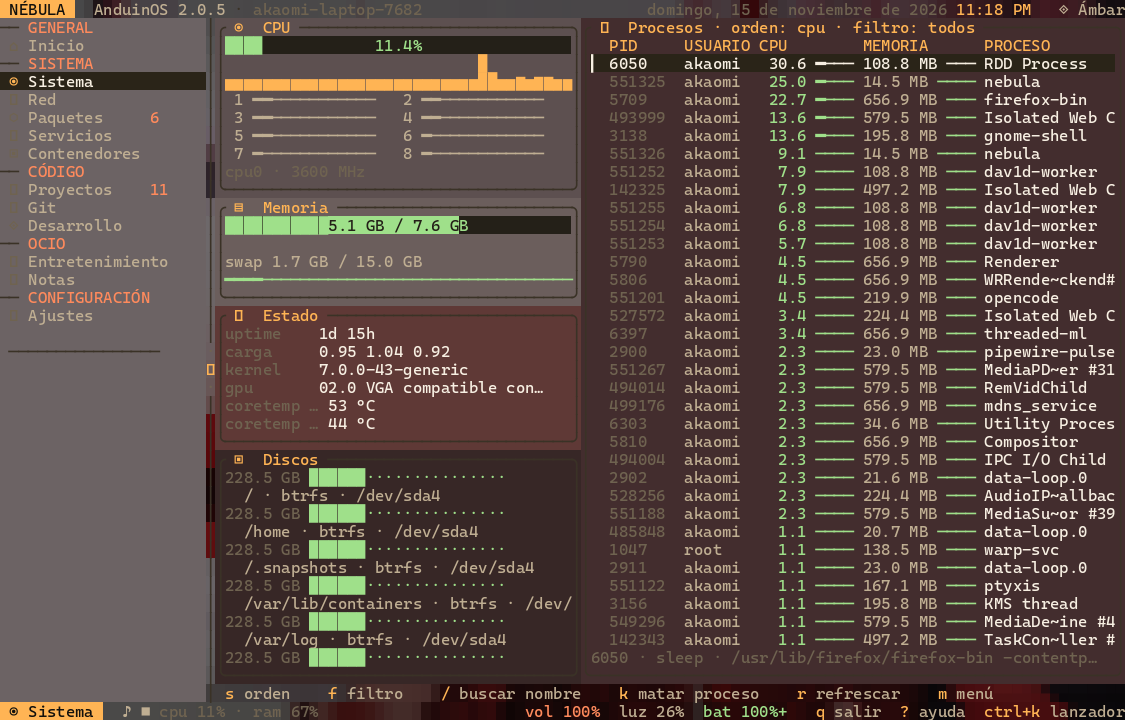 NÉBULA AnduinOS 2.0.5 · akaomi-laptop-7682 domingo, 15 de noviembre de 2026 11:18 PM Ámbar
GENERAL
Inicio
SISTEMA
Sistema
Red
Paquetes 6
Servicios
Contenedores
CÓDIGO
Proyectos 11
Git
Desarrollo
OCIO
Entretenimiento
Notas
CONFIGURACIÓN
Ajustes
CPU
11.4%
1 2
3 4
5 6
7 8
cpu0 · 3600 MHz
Memoria
5.1 GB / 7.6 GB
swap 1.7 GB / 15.0 GB
Estado
uptime 1d 15h
carga 0.95 1.04 0.92
kernel 7.0.0-43-generic
gpu 02.0 VGA compatible con…
coretemp … 53 °C
coretemp … 44 °C
Discos
228.5 GB
/ · btrfs · /dev/sda4
228.5 GB
/home · btrfs · /dev/sda4
228.5 GB
/.snapshots · btrfs · /dev/sda4
228.5 GB
/var/lib/containers · btrfs · /dev/
228.5 GB
/var/log · btrfs · /dev/sda4
228.5 GB
Procesos · orden: cpu · filtro: todos
PID USUARIO CPU MEMORIA PROCESO
6050 akaomi 30.6 108.8 MB RDD Process
551325 akaomi 25.0 14.5 MB nebula
5709 akaomi 22.7 656.9 MB firefox-bin
493999 akaomi 13.6 579.5 MB Isolated Web C
3138 akaomi 13.6 195.8 MB gnome-shell
551326 akaomi 9.1 14.5 MB nebula
551252 akaomi 7.9 108.8 MB dav1d-worker
142325 akaomi 7.9 497.2 MB Isolated Web C
551255 akaomi 6.8 108.8 MB dav1d-worker
551254 akaomi 6.8 108.8 MB dav1d-worker
551253 akaomi 5.7 108.8 MB dav1d-worker
5790 akaomi 4.5 656.9 MB Renderer
5806 akaomi 4.5 656.9 MB WRRende~ckend#
551201 akaomi 4.5 219.9 MB opencode
527572 akaomi 3.4 224.4 MB Isolated Web C
6397 akaomi 3.4 656.9 MB threaded-ml
2900 akaomi 2.3 23.0 MB pipewire-pulse
551267 akaomi 2.3 579.5 MB MediaPD~er #31
494014 akaomi 2.3 579.5 MB RemVidChild
499176 akaomi 2.3 656.9 MB mdns_service
6303 akaomi 2.3 34.6 MB Utility Proces
5810 akaomi 2.3 656.9 MB Compositor
494004 akaomi 2.3 579.5 MB IPC I/O Child
2902 akaomi 2.3 21.6 MB data-loop.0
528256 akaomi 2.3 224.4 MB AudioIP~allbac
551188 akaomi 2.3 579.5 MB MediaSu~or #39
485848 akaomi 1.1 20.7 MB data-loop.0
1047 root 1.1 138.5 MB warp-svc
2911 akaomi 1.1 23.0 MB data-loop.0
551122 akaomi 1.1 167.1 MB ptyxis
3156 akaomi 1.1 195.8 MB KMS thread
549296 akaomi 1.1 579.5 MB MediaDe~ine #4
142343 akaomi 1.1 497.2 MB TaskCon~ller #
6050 · sleep · /usr/lib/firefox/firefox-bin -contentp…
s orden f filtro / buscar nombre k matar proceso r refrescar m menú
Sistema ♪ ■ cpu 11% · ram 67% vol 100% luz 26% bat 100%+ q salir ? ayuda ctrl+k lanzador